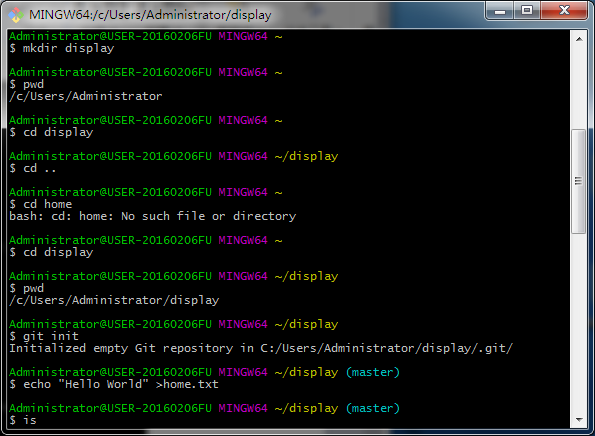 MINGW64:/c/Users/Administrator/display
Administrator@USER-20160206FU MINGW64 ~
$ mkdir display
Administrator@USER-20160206FU MINGW64 ~
$ pwd
/c/Users/Administrator
Administrator@USER-20160206FU MINGW64 ~
$ cd display
Administrator@USER-20160206FU MINGW64 ~/display
$ cd ..
Administrator@USER-20160206FU MINGW64 ~
$ cd home
bash: cd: home: No such file or directory
Administrator@USER-20160206FU MINGW64 ~
$ cd display
Administrator@USER-20160206FU MINGW64 ~/display
$ pwd
/c/Users/Administrator/display
Administrator@USER-20160206FU MINGW64 ~/display
$ git init
Initialized empty Git repository in C:/Users/Administrator/display/.git/
Administrator@USER-20160206FU MINGW64 ~/display (master)
$ echo "Hello World" >home.txt
Administrator@USER-20160206FU MINGW64 ~/display (master)
$ is